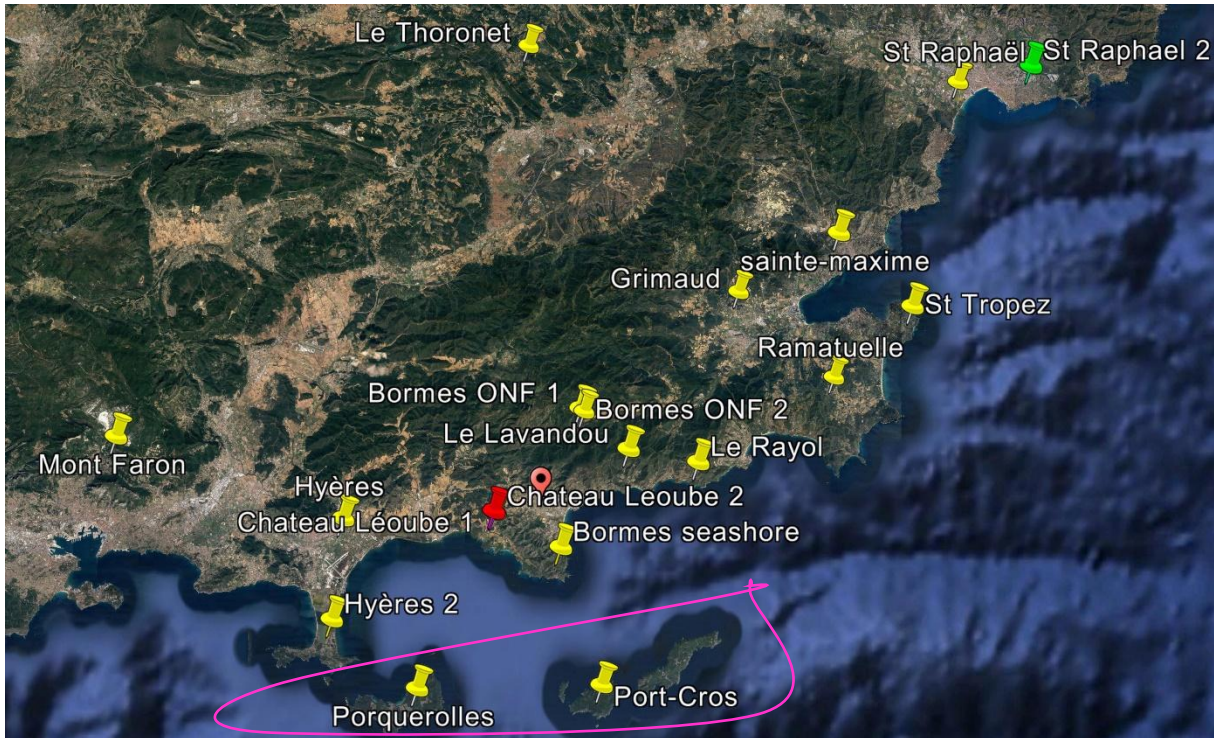 Le Thoronet
St Raphaël
St Raphael 2
sainte-maxime
Grimaud
St Tropez
Ramatuelle
Bormes ONF 1
Bormes ONF 2
Le Lavandou
Le Rayol
Mont Faron
Hyères
Chateau Leoube 2
Chateau Léoube 1
Bormes seashore
Hyères 2
Port-Cros
Porquerolles